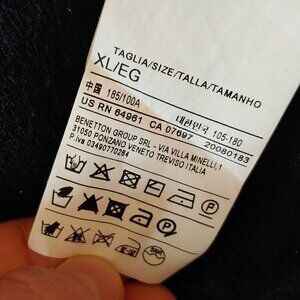 TAGLIA/SIZE/TALLA/TAMANHO
XL/EG
中国 185/100A 대한민국 105-180
US RN 64961 CA 07697 20080183
BENETTON GROUP SRL - VIA VILLA MINELLI,1
31050 PONZANO VENETO TREVISO ITALIA
P.iva 03490770264